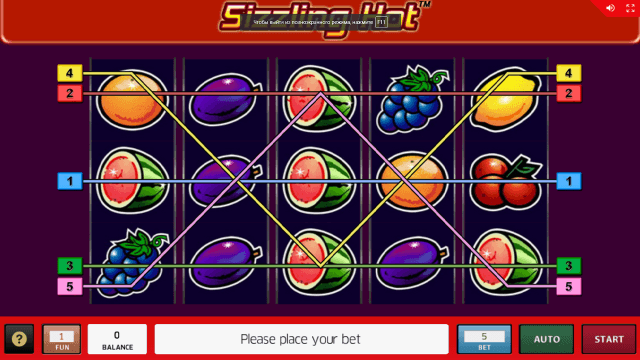 Sizzling Hot™
Чтобы выйти из полноэкранного режима, нажмите F11
4 4
2 2
1 1
3 3
5 5
?
1
FUN
0
BALANCE
Please place your bet
5
BET
AUTO
START